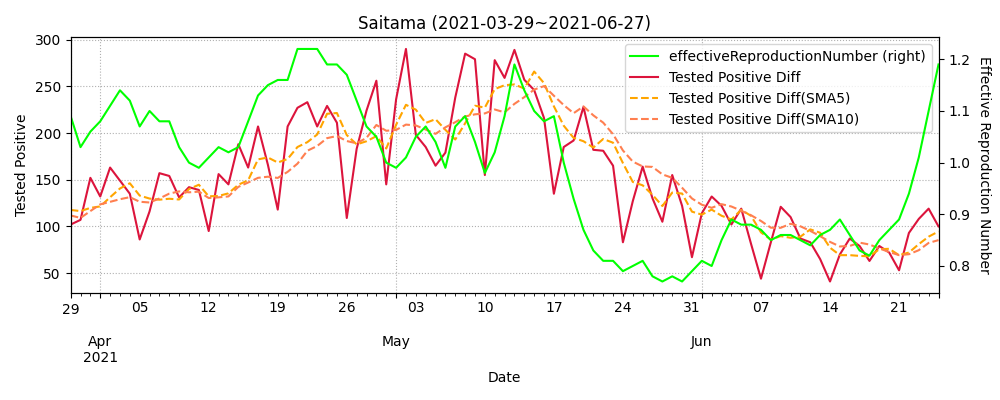 Saitama (2021-03-29~2021-06-27)
300
250
200
150
100
50
Tested Positive
effectiveReproductionNumber (right)
Tested Positive Diff
Tested Positive Diff(SMA5)
Tested Positive Diff(SMA10)
1.2
1.1
1.0
0.9
0.8
Effective Reproduction Number
29 05 12 19 26 03 10 17 24 31 07 14 21
Apr May Jun
2021
Date